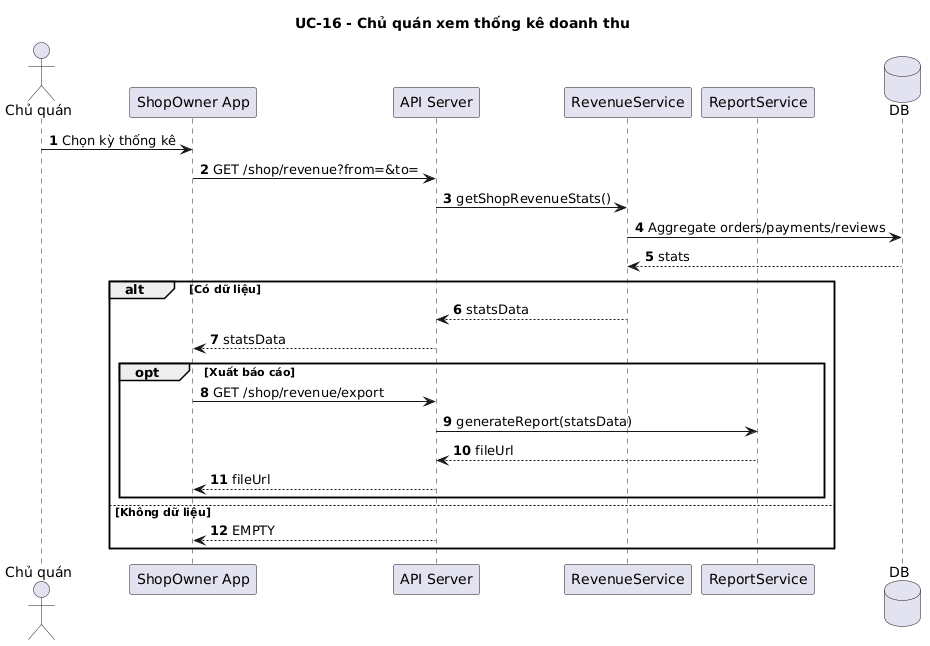 UC-16 - Chủ quán xem thống kê doanh thu
Chủ quán
ShopOwner App
API Server
RevenueService
ReportService
DB
1 Chọn kỳ thống kê
2 GET /shop/revenue?from=&to=
3 getShopRevenueStats()
4 Aggregate orders/payments/reviews
5 stats
alt [Có dữ liệu]
6 statsData
7 statsData
opt [Xuất báo cáo]
8 GET /shop/revenue/export
9 generateReport(statsData)
10 fileUrl
11 fileUrl
[Không dữ liệu]
12 EMPTY
Chủ quán
ShopOwner App
API Server
RevenueService
ReportService
DB